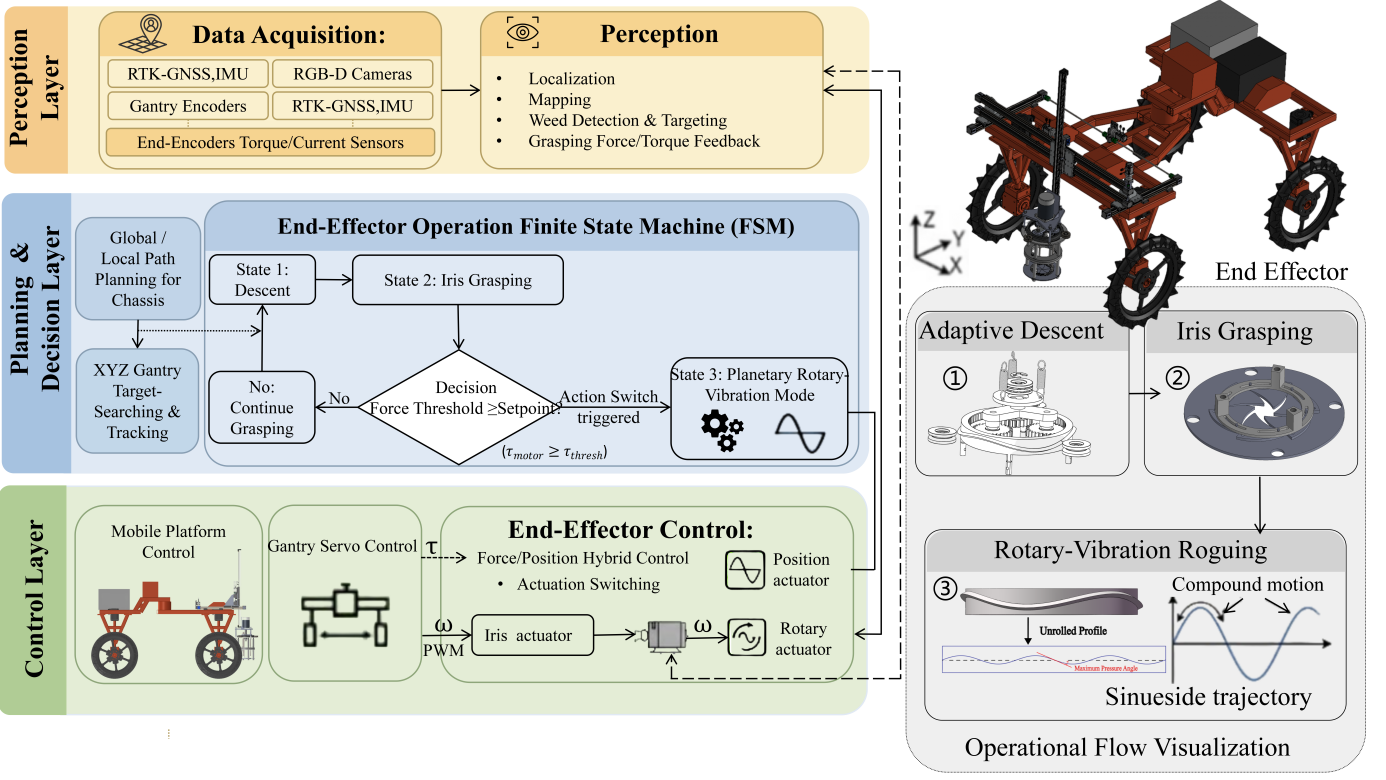 Perception
Layer
Data Acquisition:
RTK-GNSS,IMU
RGB-D Cameras
Gantry Encoders
RTK-GNSS,IMU
End-Encoders Torque/Current Sensors
Perception
• Localization
• Mapping
• Weed Detection & Targeting
• Grasping Force/Torque Feedback
Planning &
Decision Layer
Global /
Local Path
Planning for
Chassis
XYZ Gantry
Target-
Searching &
Tracking
End-Effector Operation Finite State Machine (FSM)
State 1:
Descent
State 2: Iris Grasping
No:
Continue
Grasping
No
Decision
Force Threshold ≥Setpoint?
Action Switch
triggered
(τmotor ≥ τthresh)
State 3: Planetary Rotary-
Vibration Mode
Control Layer
Mobile Platform
Control
Gantry Servo Control
τ
ω
PWM
End-Effector Control:
Force/Position Hybrid Control
• Actuation Switching
Position
actuator
Iris actuator
ω
Rotary
actuator
Z
Y
X
End Effector
Adaptive Descent
①
Iris Grasping
②
Rotary-Vibration Roguing
③
Unrolled Profile
Maximum Pressure Angle
Compound motion
Sinueside trajectory
Operational Flow Visualization